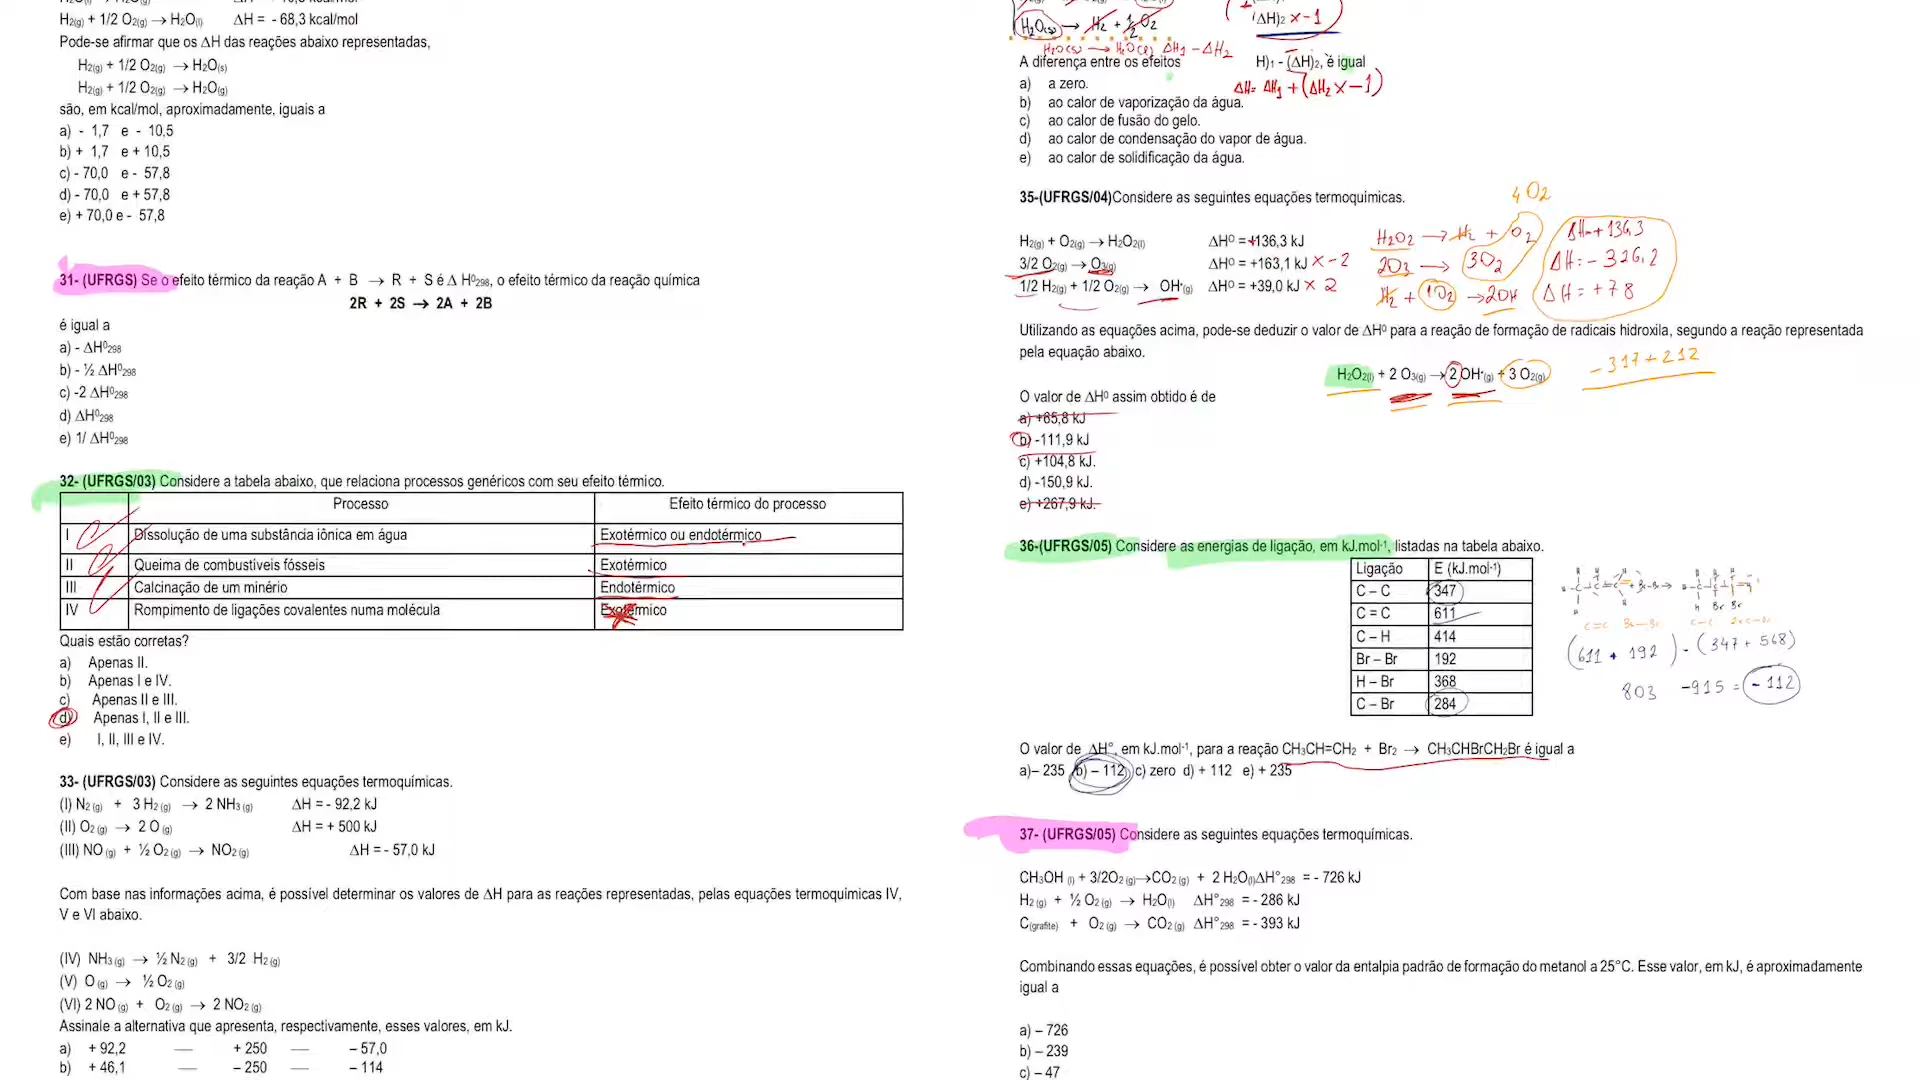 H2(g) + 1/2 O2(g) → H2O(l) ΔH = - 68,3 kcal/mol
Pode-se afirmar que os ΔH das reações abaixo representadas,
H2(g) + 1/2 O2(g) → H2O(s)
H2(g) + 1/2 O2(g) → H2O(g)
são, em kcal/mol, aproximadamente, iguais a
a) - 1,7 e - 10,5
b) + 1,7 e + 10,5
c) - 70,0 e - 57,8
d) - 70,0 e + 57,8
e) + 70,0 e - 57,8
31- (UFRGS) Se o efeito térmico da reação A + B → R + S é Δ H⁰298, o efeito térmico da reação química
2R + 2S → 2A + 2B
é igual a
a) - ΔH⁰298
b) - ½ ΔH⁰298
c) -2 ΔH⁰298
d) ΔH⁰298
e) 1/ ΔH⁰298
32- (UFRGS/03) Considere a tabela abaixo, que relaciona processos genéricos com seu efeito térmico.
Processo Efeito térmico do processo
I Dissolução de uma substância iônica em água Exotérmico ou endotérmico
II Queima de combustíveis fósseis Exotérmico
III Calcinação de um minério Endotérmico
IV Rompimento de ligações covalentes numa molécula Exotérmico
Quais estão corretas?
a) Apenas II.
b) Apenas I e IV.
c) Apenas II e III.
d) Apenas I, II e III.
e) I, II, III e IV.
33- (UFRGS/03) Considere as seguintes equações termoquímicas.
(I) N2 (g) + 3 H2 (g) → 2 NH3 (g) ΔH = - 92,2 kJ
(II) O2 (g) → 2 O (g) ΔH = + 500 kJ
(III) NO (g) + ½ O2 (g) → NO2 (g) ΔH = - 57,0 kJ
Com base nas informações acima, é possível determinar os valores de ΔH para as reações representadas, pelas equações termoquímicas IV,
V e VI abaixo.
(IV) NH3 (g) → ½ N2 (g) + 3/2 H2 (g)
(V) O (g) → ½ O2 (g)
(VI) 2 NO (g) + O2 (g) → 2 NO2 (g)
Assinale a alternativa que apresenta, respectivamente, esses valores, em kJ.
a) + 92,2 — + 250 — – 57,0
b) + 46,1 — – 250 — – 114
H2O(s) → H2 + ½ O2 (ΔH)2 x -1
H2O(s) → H2O(l) ΔH1 - ΔH2
A diferença entre os efeitos H)1 - (ΔH)2, é igual
ΔH= ΔH1 + (ΔH2 x -1)
a) a zero.
b) ao calor de vaporização da água.
c) ao calor de fusão do gelo.
d) ao calor de condensação do vapor de água.
e) ao calor de solidificação da água.
35-(UFRGS/04)Considere as seguintes equações termoquímicas.
4O2
H2(g) + O2(g) → H2O2(l) ΔHᴼ = +136,3 kJ
H2O2 → H2 + O2 ΔH=+136,3
3/2 O2(g) → O3(g) ΔHᴼ = +163,1 kJ x -2
2O3 → 3O2 ΔH=-326,2
1/2 H2(g) + 1/2 O2(g) → OH•(g) ΔHᴼ = +39,0 kJ x 2
H2 + 1O2 → 2OH ΔH=+78
Utilizando as equações acima, pode-se deduzir o valor de ΔH⁰ para a reação de formação de radicais hidroxila, segundo a reação representada
pela equação abaixo.
H2O2(l) + 2 O3(g) → 2 OH•(g) + 3 O2(g)
-317+212
O valor de ΔH⁰ assim obtido é de
a) +65,8 kJ
b) -111,9 kJ
c) +104,8 kJ.
d) -150,9 kJ.
e) +267,9 kJ.
36-(UFRGS/05) Considere as energias de ligação, em kJ.mol-¹, listadas na tabela abaixo.
Ligação E (kJ.mol-¹)
C – C 347
C = C 611
C – H 414
Br – Br 192
H – Br 368
C – Br 284
C=C Br-Br C-C 2xC-Br
(611 + 192) - (347+ 568)
803 -915 = -112
O valor de ΔH°, em kJ.mol-¹, para a reação CH3CH=CH2 + Br2 → CH3CHBrCH2Br é igual a
a)– 235 b) – 112 c) zero d) + 112 e) + 235
37- (UFRGS/05) Considere as seguintes equações termoquímicas.
CH3OH (l) + 3/2O2 (g)→CO2 (g) + 2 H2O(l)ΔH°298 = - 726 kJ
H2 (g) + ½ O2 (g) → H2O(l) ΔH°298 = - 286 kJ
C(grafite) + O2 (g) → CO2 (g) ΔH°298 = - 393 kJ
Combinando essas equações, é possível obter o valor da entalpia padrão de formação do metanol a 25°C. Esse valor, em kJ, é aproximadamente
igual a
a) – 726
b) – 239
c) – 47